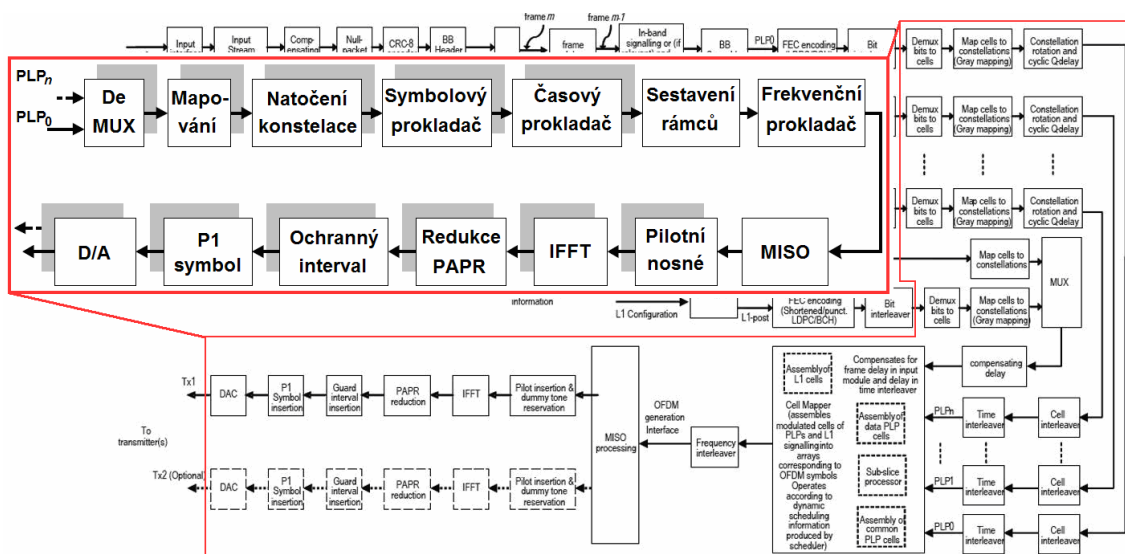 frame m
frame m-1
Input
Input
Stream
Com-
pensating
Null-
packet
CRC-8
BB
Header
frame
In-band
signalling or (if
BB
PLP0
FEC encoding
Bit
Demux
bits to
cells
Map cells to
constellations
(Gray mapping)
Constellation
rotation and
cyclic Q-delay
PLPn
PLP0
De
MUX
Mapo-
vání
Natočení
konstelace
Symbolový
prokladač
Časový
prokladač
Sestavení
rámců
Frekvenční
prokladač
Demux
bits to
cells
Map cells to
constellations
(Gray mapping)
Constellation
rotation and
cyclic Q-delay
Demux
bits to
cells
Map cells to
constellations
(Gray mapping)
Constellation
rotation and
cyclic Q-delay
D/A
P1
symbol
Ochranný
interval
Redukce
PAPR
IFFT
Pilotní
nosné
MISO
Map cells to
constellations
MUX
information
L1 Configuration
L1-post
FEC encoding
(Shortened/punct.
LDPC/BCH)
Bit
interleaver
Demux
bits to
cells
Map cells to
constellations
(Gray mapping)
To
transmitter(s)
Tx1
DAC
P1
Symbol
insertion
Guard
interval
insertion
PAPR
reduction
IFFT
Pilot insertion &
dummy tone
reservation
Tx2 (Optional)
DAC
P1
Symbol
insertion
Guard
interval
insertion
PAPR
reduction
IFFT
Pilot insertion &
dummy tone
reservation
MISO
processing
OFDM
generation
Interface
Frequency
interleaver
Assembly
of L1 cells
Compensates for
frame delay in input
module and delay in
time interleaver
Cell Mapper
(assembles
modulated cells
of PLPs and L1
signalling into
arrays
corresponding to
OFDM symbols
Operates
according to
dynamic
scheduling
information
produced by
scheduler)
Assembly of
data PLP
cells
Sub-slice
processor
Assembly of
common PLP
cells
compensating
delay
PLPn
Time
interleaver
Cell
interleaver
PLP1
Time
interleaver
Cell
interleaver
PLP0
Time
interleaver
Cell
interleaver